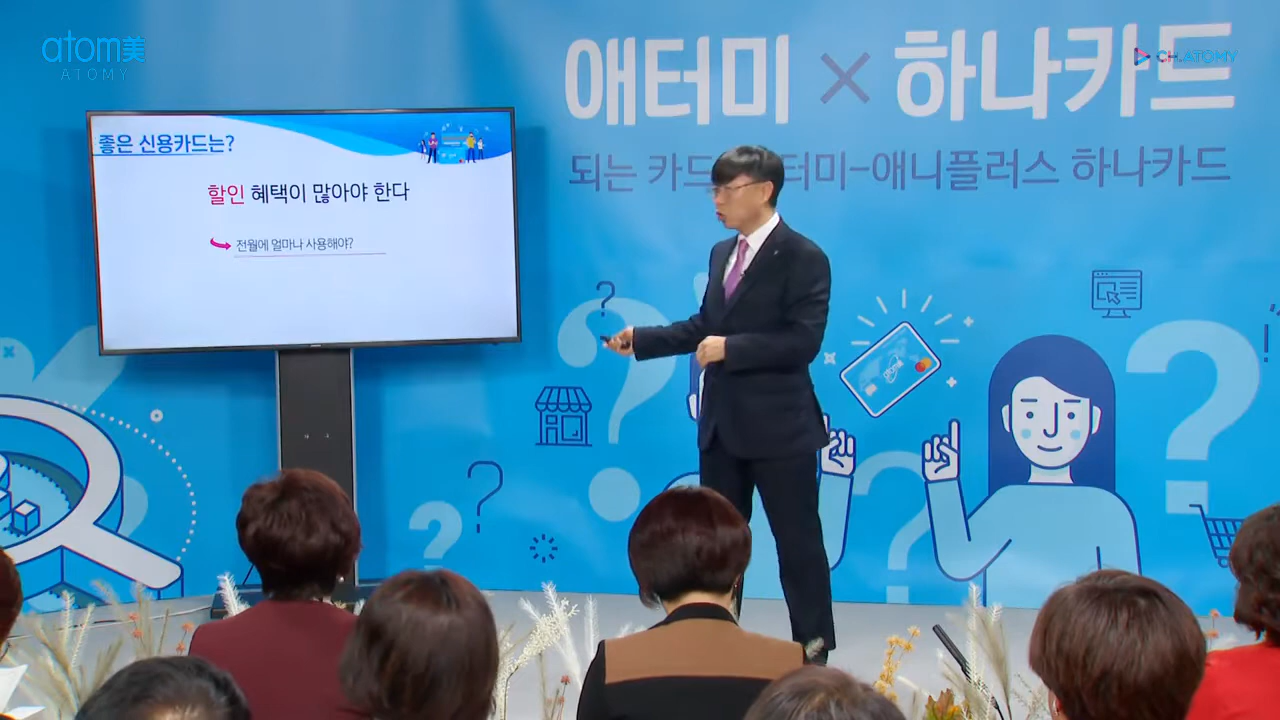 atom美
ATOMY
애터미 × 하나카드
CH.ATOMY
되는 카드 터미-애니플러스 하나카드
좋은 신용카드는?
할인 혜택이 많아야 한다
전월에 얼마나 사용해야?